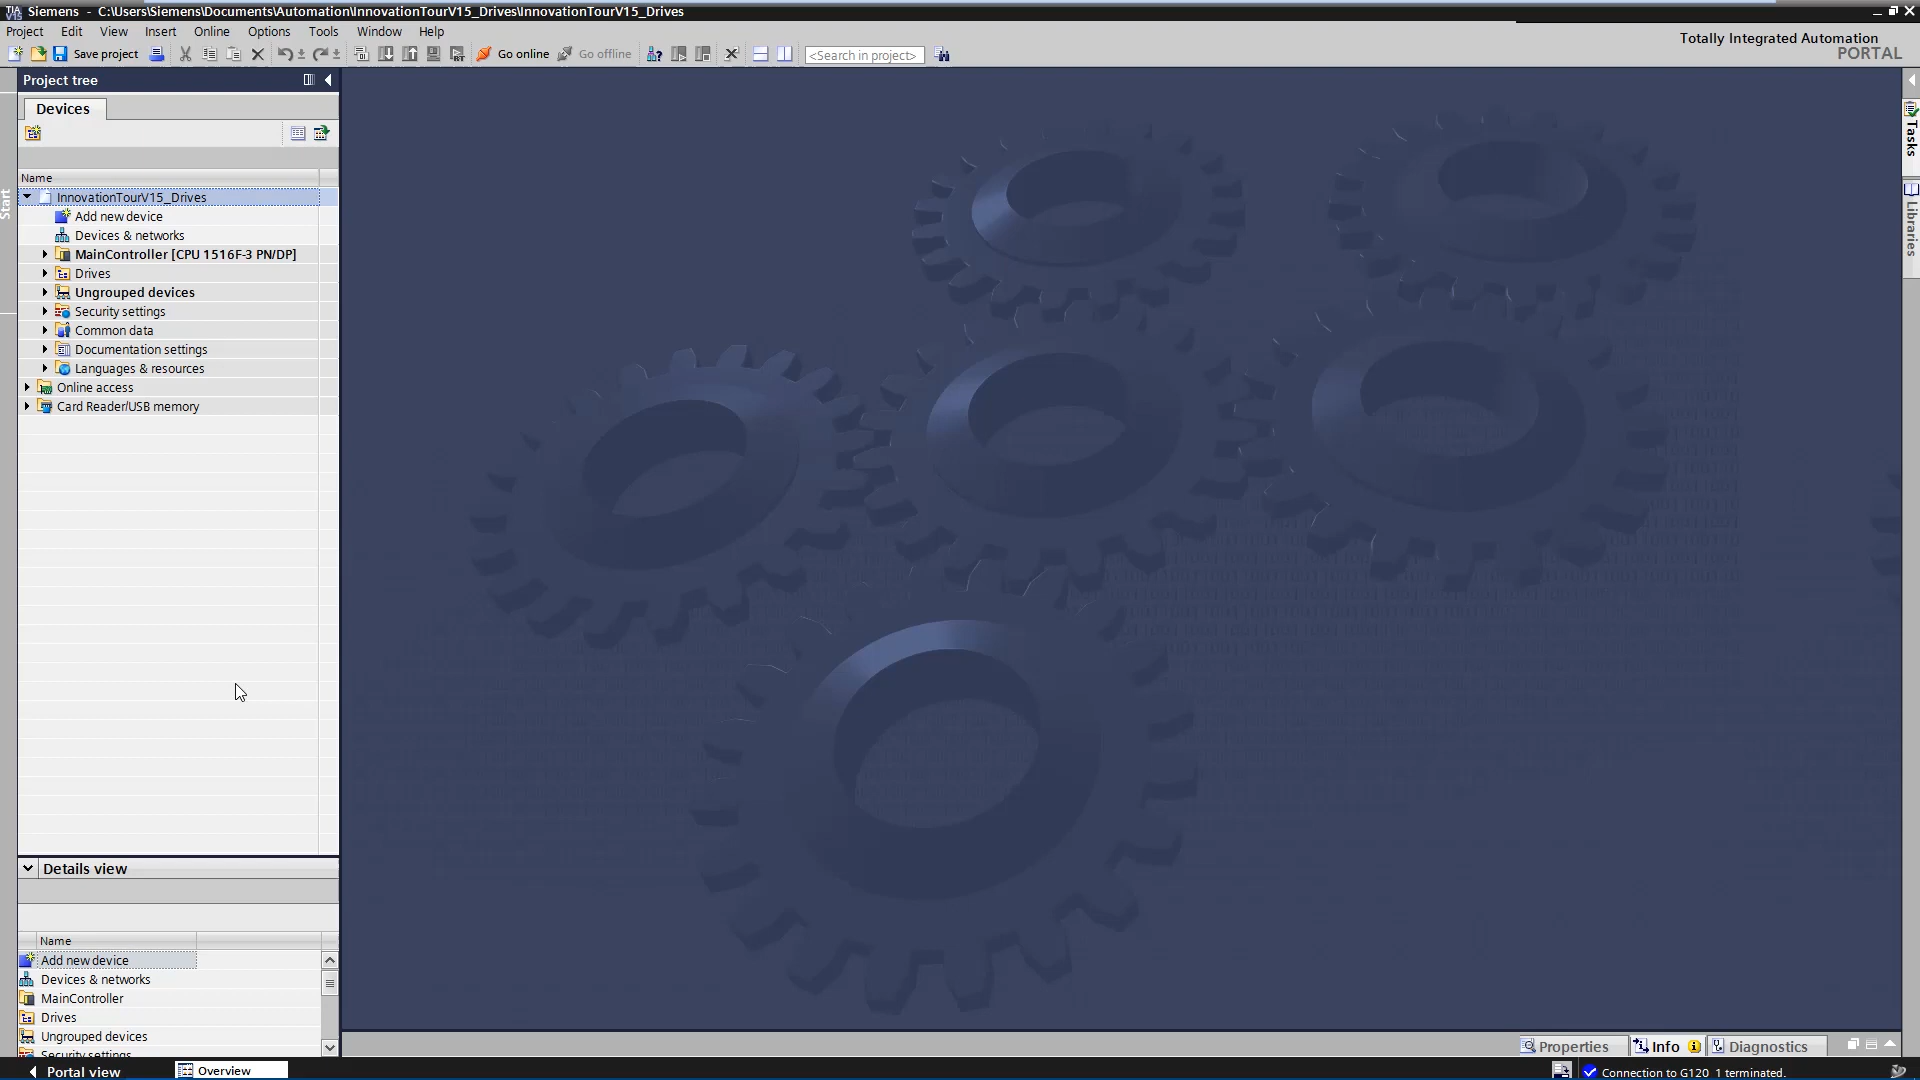 Siemens - C:\Users\Siemens\Documents\Automation\InnovationTourV15_Drives\InnovationTourV15_Drives
Project Edit View Insert Online Options Tools Window Help
Totally Integrated Automation
PORTAL
Save project
Go online
Go offline
<Search in project>
Project tree
Devices
Name
InnovationTourV15_Drives
Add new device
Devices & networks
MainController [CPU 1516F-3 PN/DP]
Drives
Ungrouped devices
Security settings
Common data
Documentation settings
Languages & resources
Online access
Card Reader/USB memory
Start
Tasks
Libraries
Details view
Name
Add new device
Devices & networks
MainController
Drives
Ungrouped devices
Security settings
Properties
Info
Diagnostics
Portal view
Overview
Connection to G120_1 terminated.